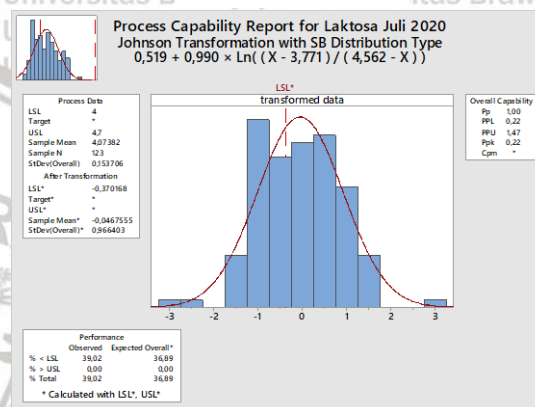 Process Capability Report for Laktosa Juli 2020
Johnson Transformation with SB Distribution Type
0,519 + 0,990 × Ln( ( X - 3,771 ) / ( 4,562 - X ) )
LSL*
transformed data
Process Data
LSL 4
Target *
USL 4,7
Sample Mean 4,07382
Sample N 123
StDev(Overall) 0,153706
After Transformation
LSL* -0,370168
Target* *
USL* *
Sample Mean* -0,0467555
StDev(Overall)* 0,966403
Overall Capability
Pp 1,00
PPL 0,22
PPU 1,47
Ppk 0,22
Cpm *
-3 -2 -1 0 1 2 3
Performance
Observed Expected Overall*
% < LSL 39,02 36,89
% > USL 0,00 0,00
% Total 39,02 36,89
* Calculated with LSL*, USL*